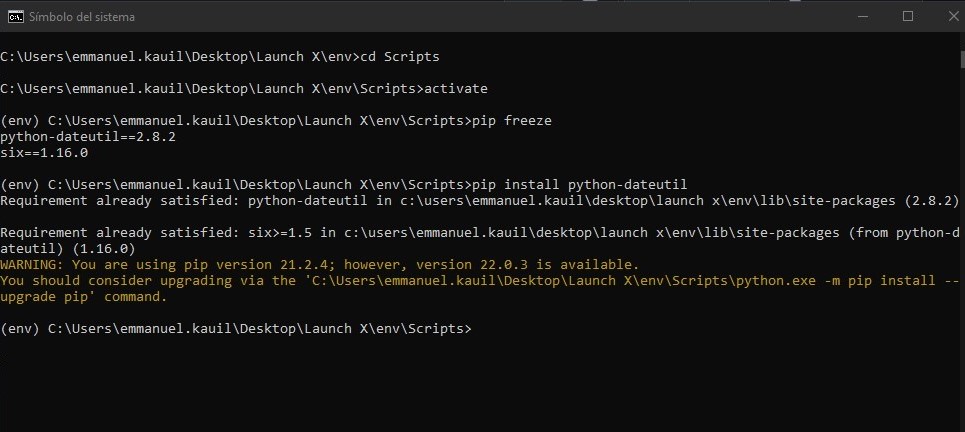 Símbolo del sistema
C:\Users\emmanuel.kauil\Desktop\Launch X\env>cd Scripts
C:\Users\emmanuel.kauil\Desktop\Launch X\env\Scripts>activate
(env) C:\Users\emmanuel.kauil\Desktop\Launch X\env\Scripts>pip freeze
python-dateutil==2.8.2
six==1.16.0
(env) C:\Users\emmanuel.kauil\Desktop\Launch X\env\Scripts>pip install python-dateutil
Requirement already satisfied: python-dateutil in c:\users\emmanuel.kauil\desktop\launch x\env\lib\site-packages (2.8.2)
Requirement already satisfied: six>=1.5 in c:\users\emmanuel.kauil\desktop\launch x\env\lib\site-packages (from python-d
ateutil) (1.16.0)
WARNING: You are using pip version 21.2.4; however, version 22.0.3 is available.
You should consider upgrading via the 'C:\Users\emmanuel.kauil\Desktop\Launch X\env\Scripts\python.exe -m pip install --
upgrade pip' command.
(env) C:\Users\emmanuel.kauil\Desktop\Launch X\env\Scripts>